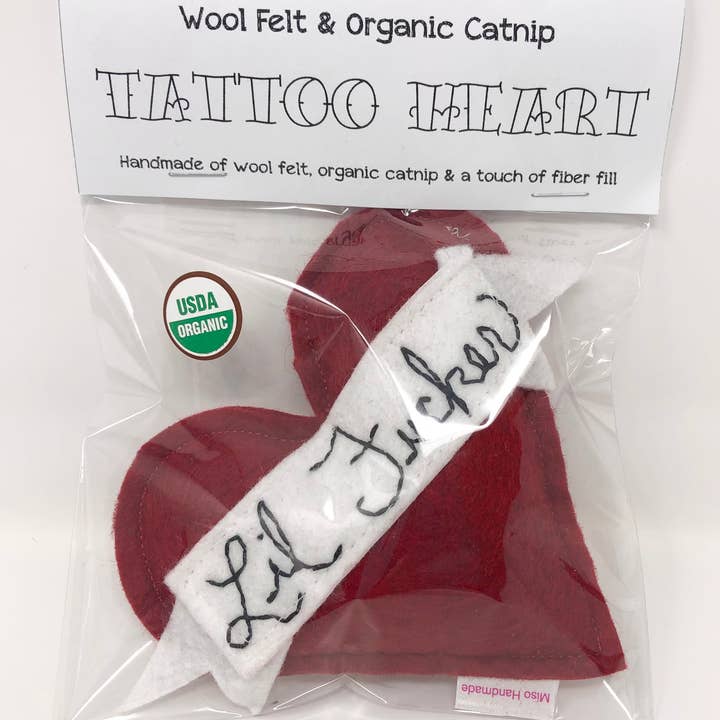 Wool Felt & Organic Catnip
TATTOO HEART
Handmade of wool felt, organic catnip & a touch of fiber fill
USDA
ORGANIC
Lil Fucker
Miso Handmade